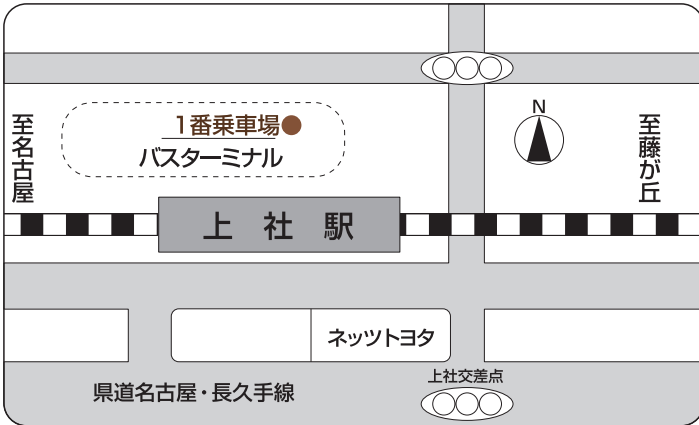 N
至名古屋
1番乗車場
バスターミナル
至藤が丘
上社駅
ネッツトヨタ
上社交差点
県道名古屋・長久手線